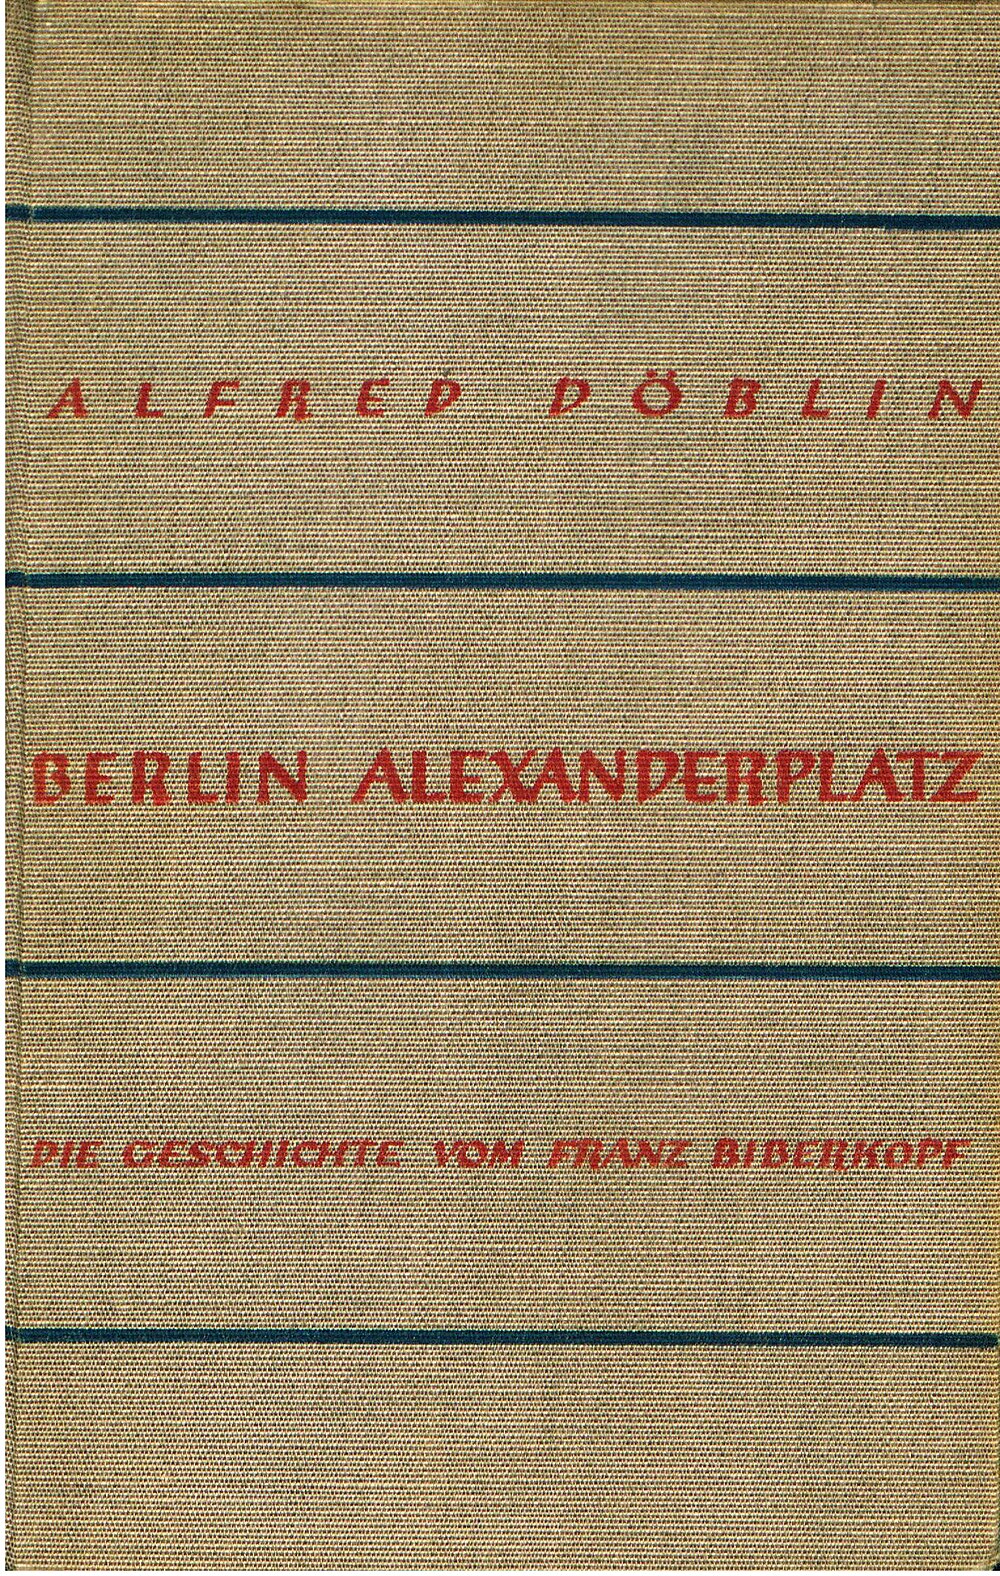 ALFRED DÖBLIN
BERLIN ALEXANDERPLATZ
DIE GESCHICHTE VOM FRANZ BIBERKOPF